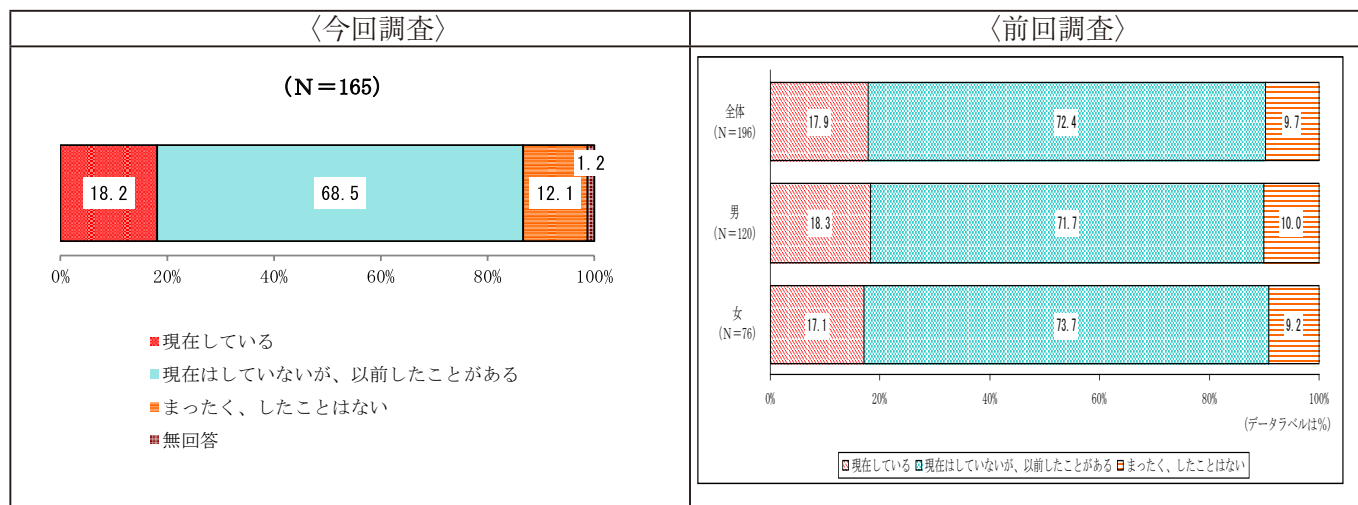 〈今回調査〉
〈前回調査〉
(N=165)
18.2
68.5
12.1
1.2
0%
20%
40%
60%
80%
100%
現在している
現在はしていないが、以前したことがある
まったく、したことはない
無回答
全体
(N=196)
17.9
72.4
9.7
男
(N=120)
18.3
71.7
10.0
女
(N=76)
17.1
73.7
9.2
0%
20%
40%
60%
80%
100%
(データラベルは%)
現在している 現在はしていないが、以前したことがある まったく、したことはない